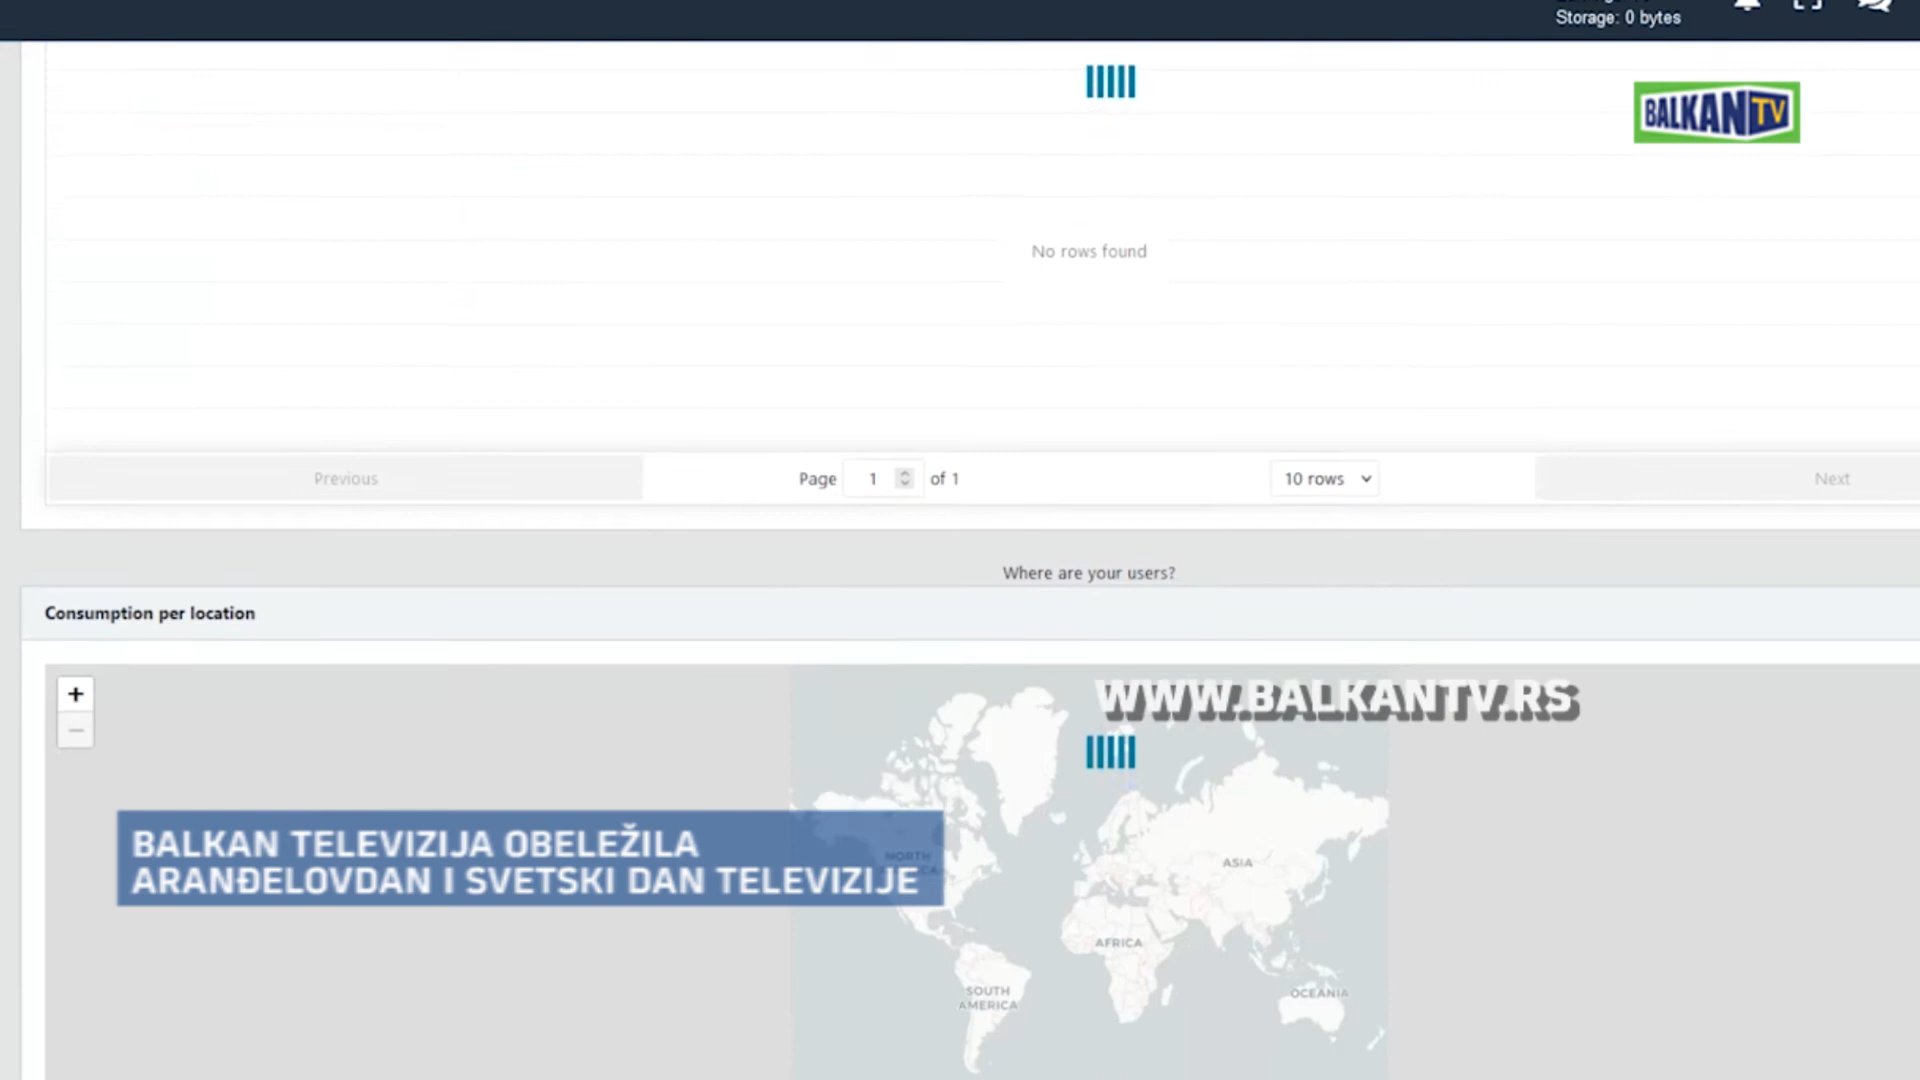 Storage: 0 bytes
BALKAN TV
No rows found
Previous
Page 1 of 1
10 rows
Next
Where are your users?
Consumption per location
+
−
WWW.BALKANTV.RS
BALKAN TELEVIZIJA OBELEŽILA
ARANĐELOVDAN I SVETSKI DAN TELEVIZIJE
NORTH
ASIA
AFRICA
SOUTH
AMERICA
OCEANIA